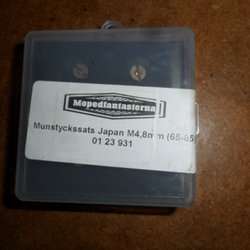 Mopedfantasterna
Munstyckssats Japan M4,8mm (65-85)
01 23 931